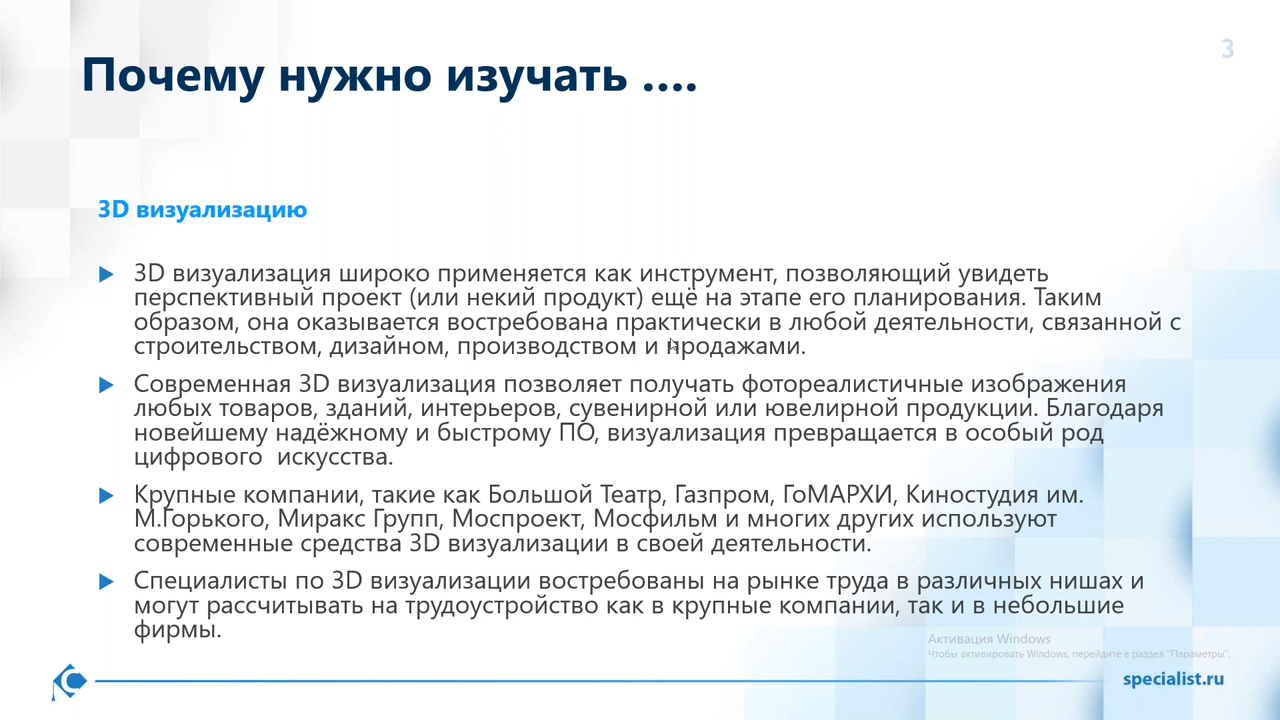 3
Почему нужно изучать ....
3D визуализацию
3D визуализация широко применяется как инструмент, позволяющий увидеть
перспективный проект (или некий продукт) ещё на этапе его планирования. Таким
образом, она оказывается востребована практически в любой деятельности, связанной с
строительством, дизайном, производством и продажами.
Современная 3D визуализация позволяет получать фотореалистичные изображения
любых товаров, зданий, интерьеров, сувенирной или ювелирной продукции. Благодаря
новейшему надёжному и быстрому ПО, визуализация превращается в особый род
цифрового  искусства.
Крупные компании, такие как Большой Театр, Газпром, ГоМАРХИ, Киностудия им.
М.Горького, Миракс Групп, Моспроект, Мосфильм и многих других используют
современные средства 3D визуализации в своей деятельности.
Специалисты по 3D визуализации востребованы на рынке труда в различных нишах и
могут рассчитывать на трудоустройство как в крупные компании, так и в небольшие
фирмы.
Активация Windows
Чтобы активировать Windows, перейдите в раздел "Параметры".
specialist.ru